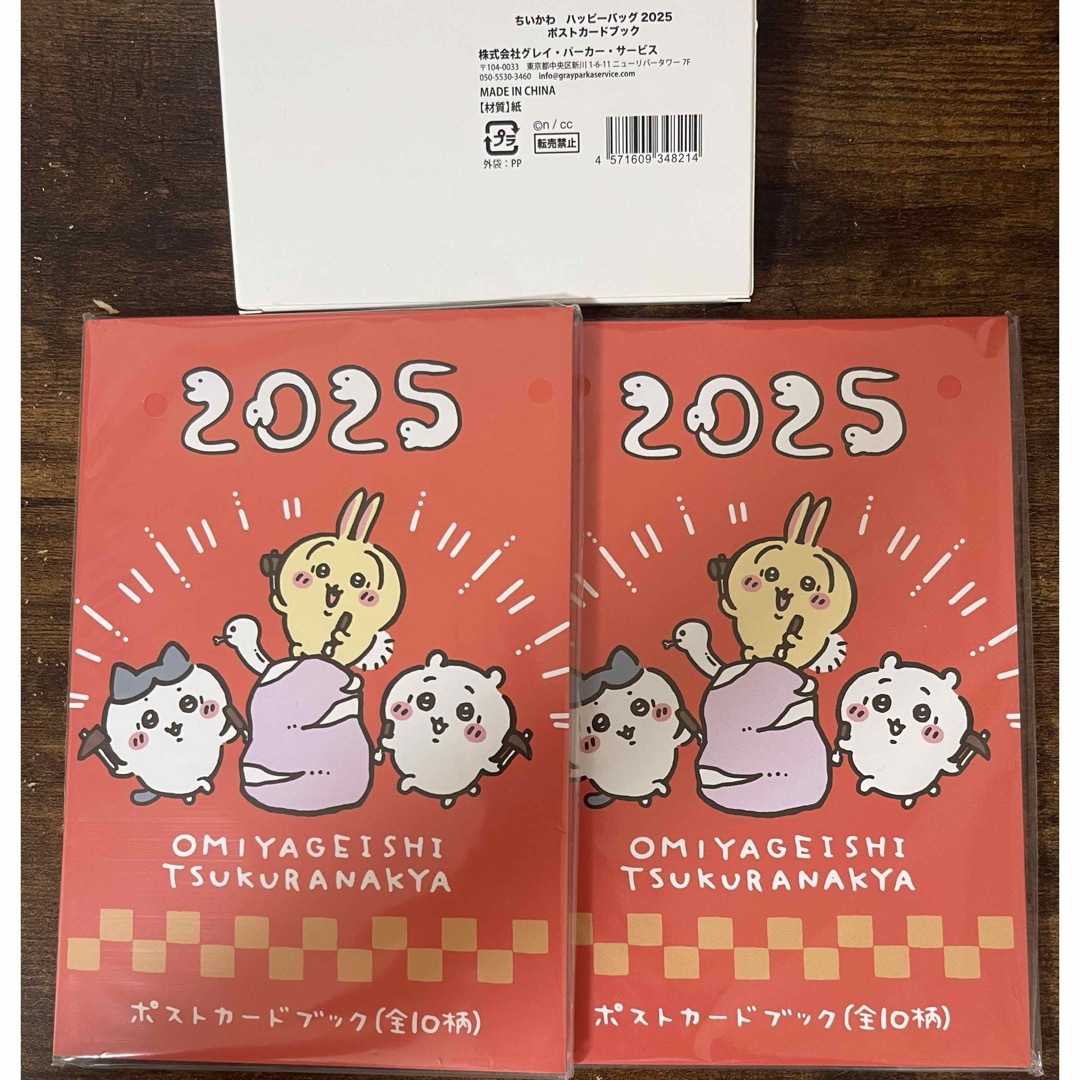 ちいかわ　ハッピーバッグ 2025
ポストカードブック
株式会社グレイ・パーカー・サービス
〒104-0033　東京都中央区新川 1-6-11 ニューリバータワー 7F
050-5530-3460　info@grayparkaservice.com
MADE IN CHINA
【材質】紙
プラ
外袋：PP
©n / cc
転売禁止
4 571609 348214
2025
OMIYAGEISHI
TSUKURANAKYA
ポストカードブック(全10柄)
2025
OMIYAGEISHI
TSUKURANAKYA
ポストカードブック(全10柄)